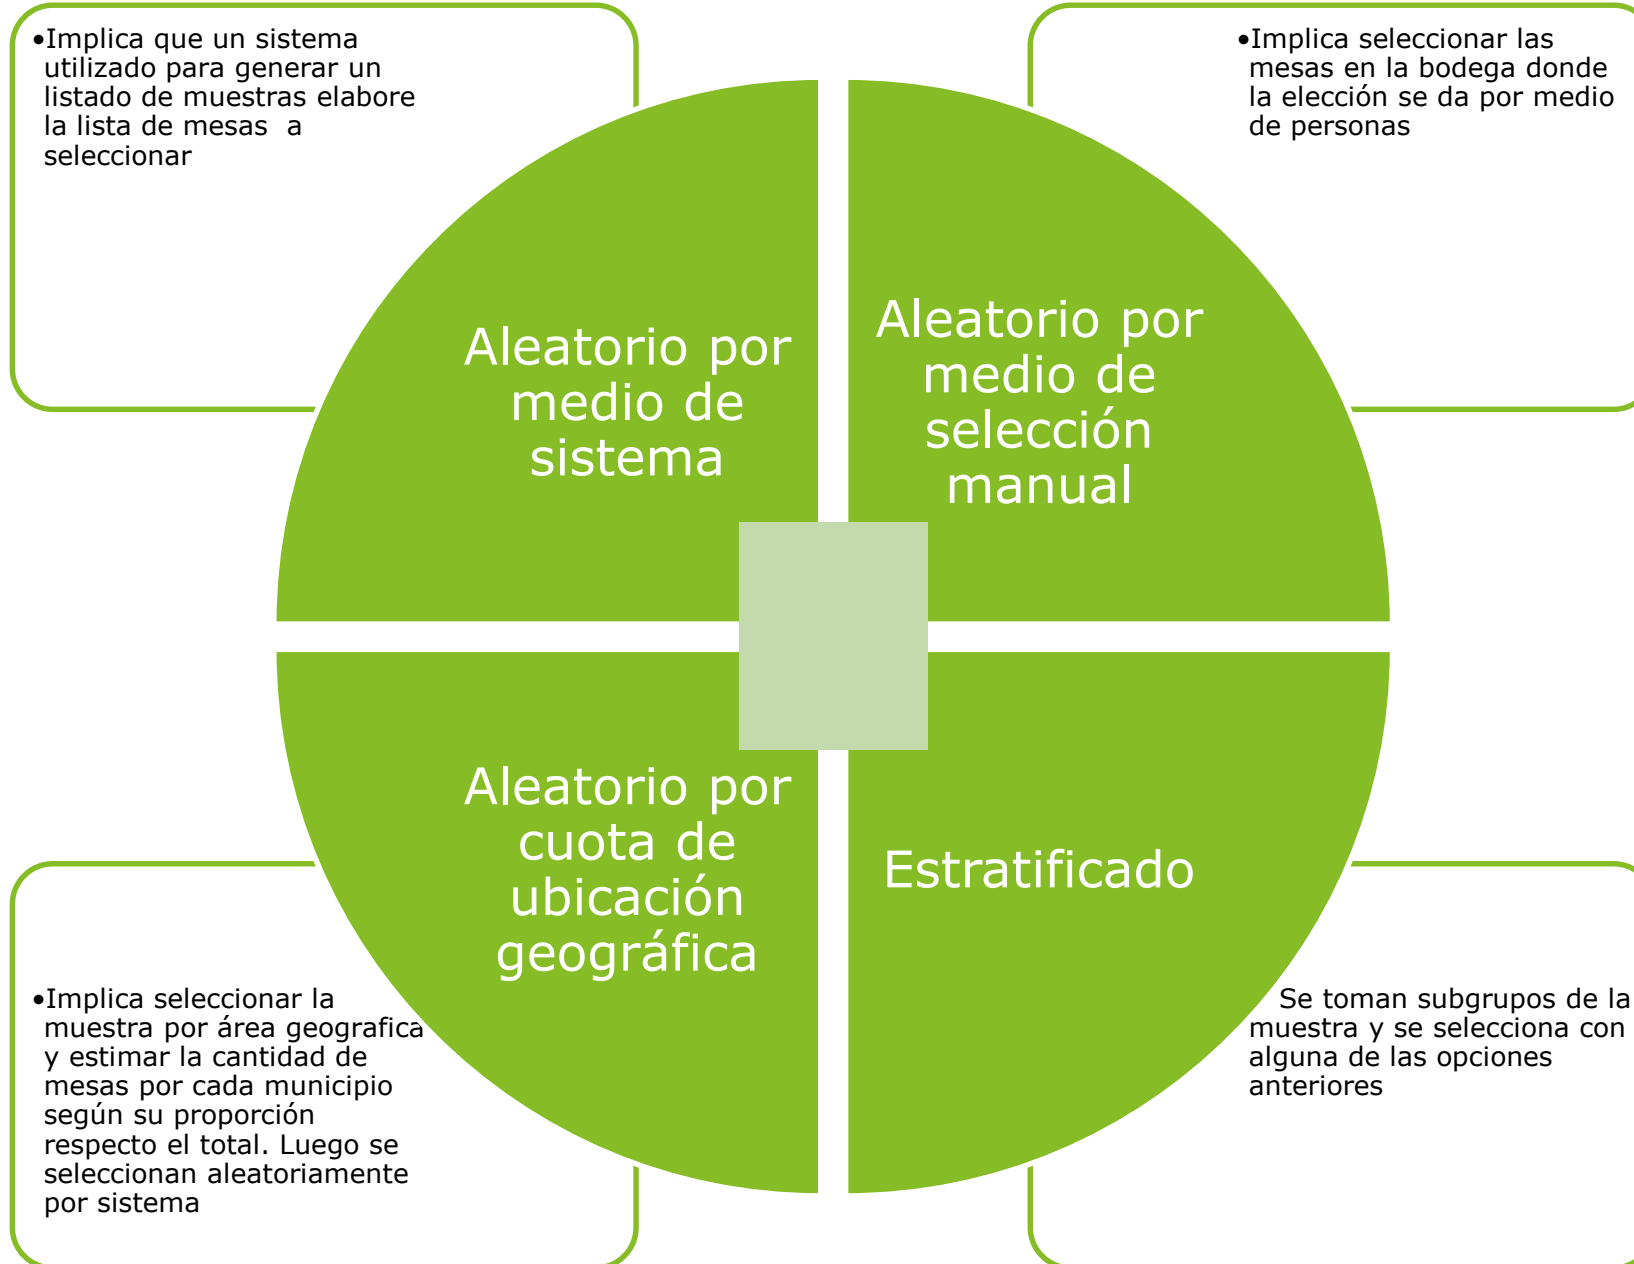 •Implica que un sistema
utilizado para generar un
listado de muestras elabore
la lista de mesas a
seleccionar
•Implica seleccionar las
mesas en la bodega donde
la elección se da por medio
de personas
Aleatorio por
medio de
sistema
Aleatorio por
medio de
selección
manual
Aleatorio por
cuota de
ubicación
geográfica
Estratificado
•Implica seleccionar la
muestra por área geografica
y estimar la cantidad de
mesas por cada municipio
según su proporción
respecto el total. Luego se
seleccionan aleatoriamente
por sistema
Se toman subgrupos de la
muestra y se selecciona con
alguna de las opciones
anteriores